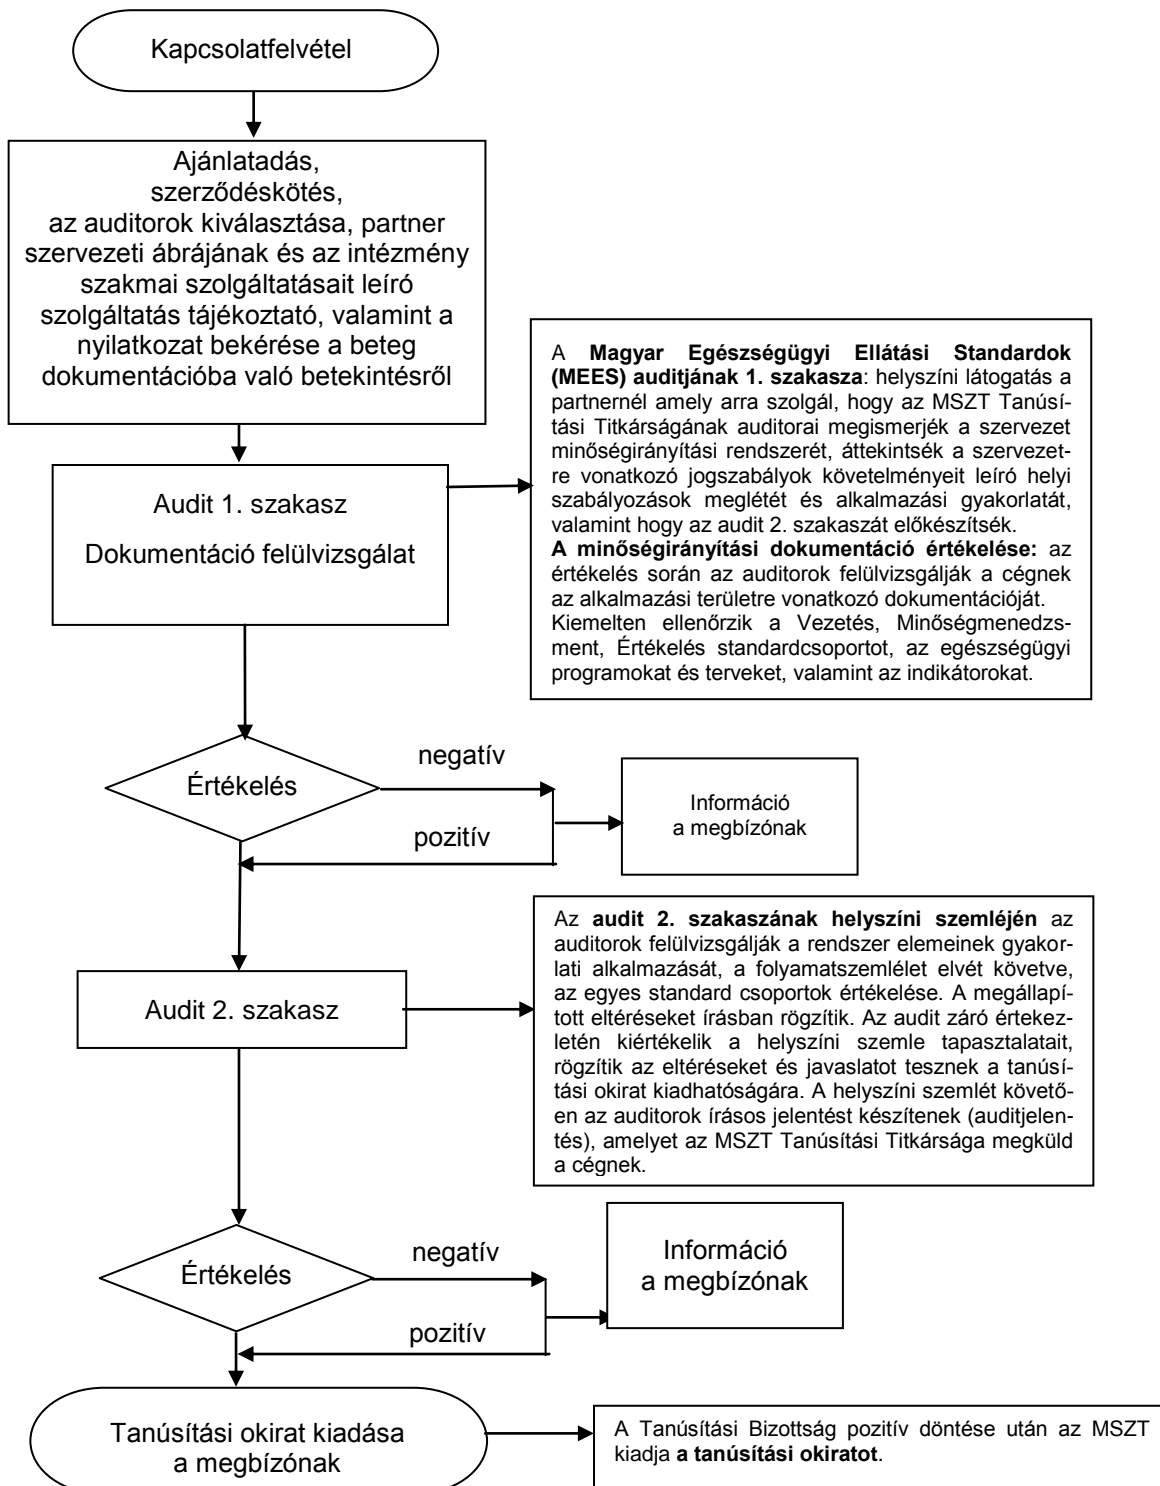 Kapcsolatfelvétel
Ajánlatadás,
szerződéskötés,
az auditorok kiválasztása, partner
szervezeti ábrájának és az intézmény
szakmai szolgáltatásait leíró
szolgáltatás tájékoztató, valamint a
nyilatkozat bekérése a beteg
dokumentációba való betekintésről
A Magyar Egészségügyi Ellátási Standardok
(MEES) auditjának 1. szakasza: helyszíni látogatás a
partnernél amely arra szolgál, hogy az MSZT Tanúsí-
tási Titkárságának auditorai megismerjék a szervezet
minőségirányítási rendszerét, áttekintsék a szervezet-
re vonatkozó jogszabályok követelményeit leíró helyi
szabályozások meglétét és alkalmazási gyakorlatát,
valamint hogy az audit 2. szakaszát előkészítsék.
A minőségirányítási dokumentáció értékelése: az
értékelés során az auditorok felülvizsgálják a cégnek
az alkalmazási területre vonatkozó dokumentációját.
Kiemelten ellenőrzik a Vezetés, Minőségmenedzs-
ment, Értékelés standardcsoportot, az egészségügyi
programokat és terveket, valamint az indikátorokat.
Audit 1. szakasz
Dokumentáció felülvizsgálat
Értékelés
negatív
pozitív
Információ
a megbízónak
Az audit 2. szakaszának helyszíni szemléjén az
auditorok felülvizsgálják a rendszer elemeinek gyakor-
lati alkalmazását, a folyamatszemlélet elvét követve,
az egyes standard csoportok értékelése. A megállapí-
tott eltéréseket írásban rögzítik. Az audit záró értekez-
letén kiértékelik a helyszíni szemle tapasztalatait,
rögzítik az eltéréseket és javaslatot tesznek a tanúsí-
tási okirat kiadhatóságára. A helyszíni szemlét követő-
en az auditorok írásos jelentést készítenek (auditjelen-
tés), amelyet az MSZT Tanúsítási Titkársága megküld
a cégnek.
Audit 2. szakasz
Értékelés
negatív
pozitív
Információ
a megbízónak
Tanúsítási okirat kiadása
a megbízónak
A Tanúsítási Bizottság pozitív döntése után az MSZT
kiadja a tanúsítási okiratot.